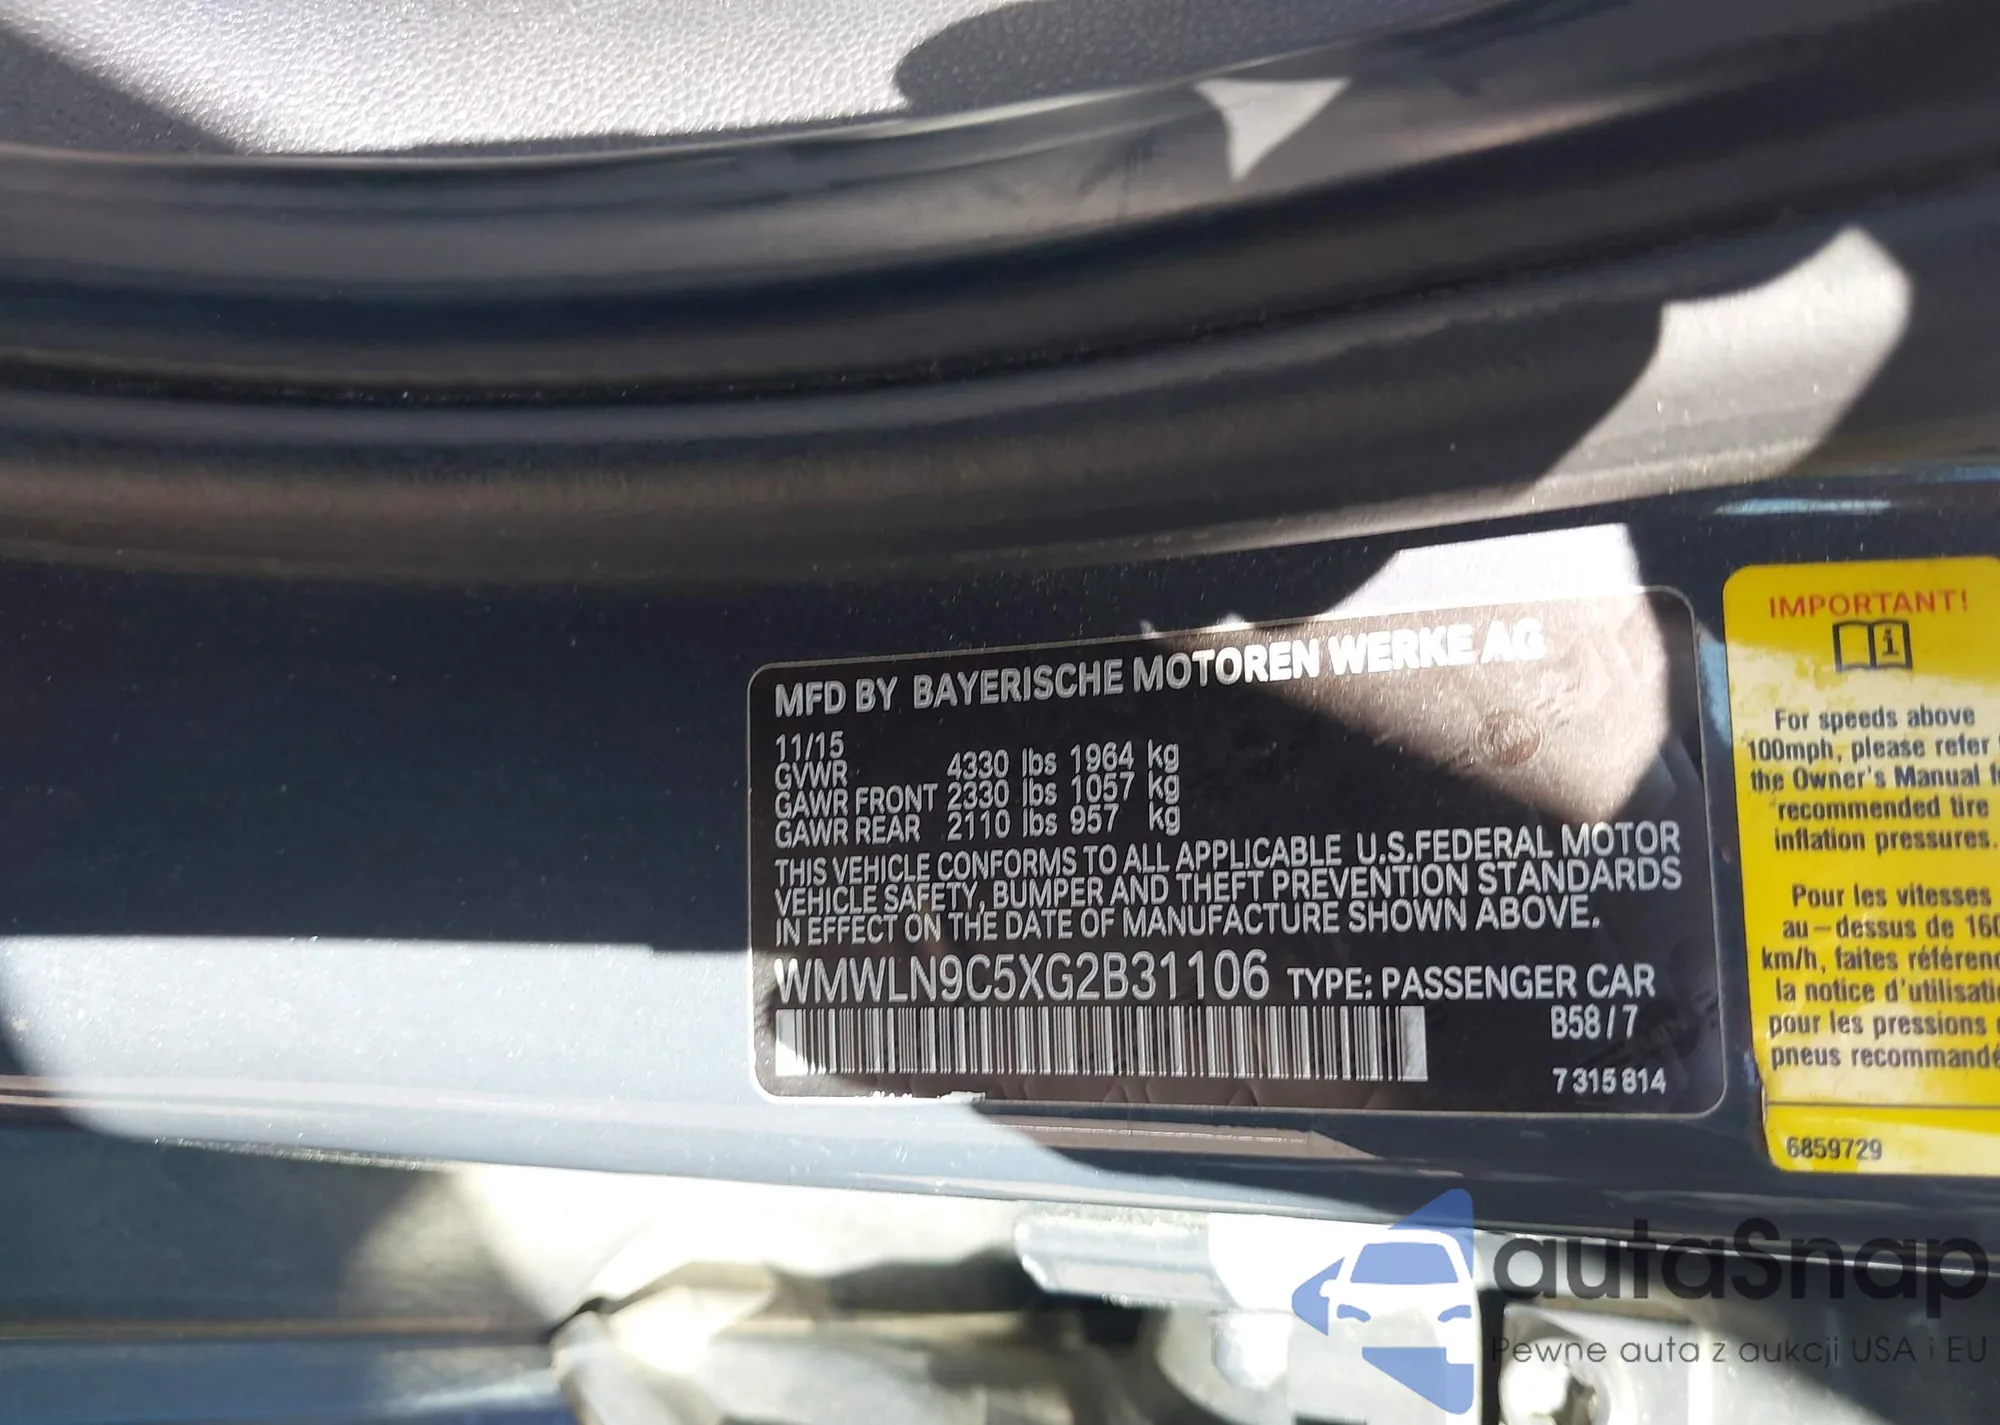 MFD BY BAYERISCHE MOTOREN WERKE AG
11/15
GVWR 4330 lbs 1964 kg
GAWR FRONT 2330 lbs 1057 kg
GAWR REAR 2110 lbs 957 kg
THIS VEHICLE CONFORMS TO ALL APPLICABLE U.S.FEDERAL MOTOR
VEHICLE SAFETY, BUMPER AND THEFT PREVENTION STANDARDS
IN EFFECT ON THE DATE OF MANUFACTURE SHOWN ABOVE.
WMWLN9C5XG2B31106 TYPE: PASSENGER CAR
B58/7
7 315 814
IMPORTANT!
i
For speeds above
100mph, please refer
the Owner's Manual
recommended tire
inflation pressures.
Pour les vitesses
au-dessus de 160
km/h, faites référenc
la notice d'utilisati
pour les pressions
pneus recommandé
6859729
autaSnap
Pewne auta z aukcji USA i EU